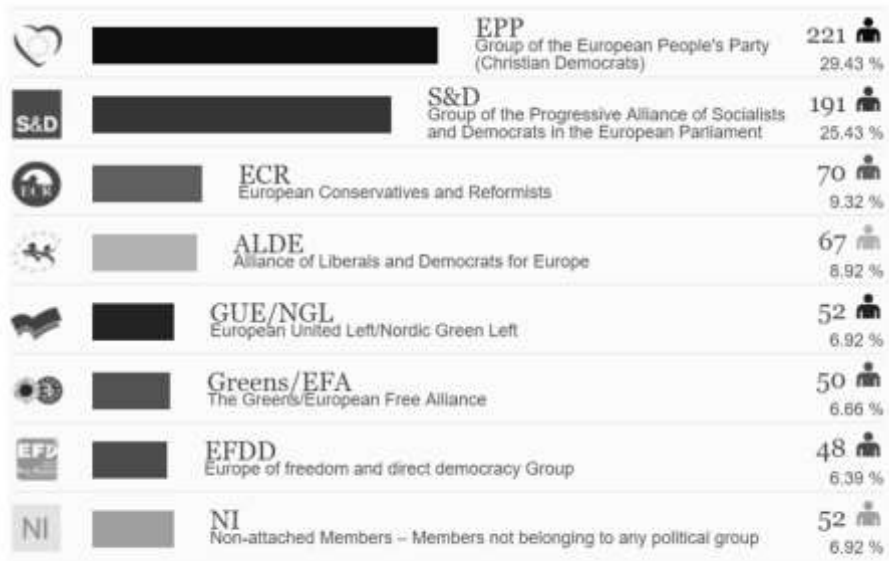 EPP
Group of the European People's Party
(Christian Democrats)
221
29.43 %
S&D
S&D
Group of the Progressive Alliance of Socialists
and Democrats in the European Parliament
191
25.43 %
ECR
ECR
European Conservatives and Reformists
70
9.32 %
ALDE
Alliance of Liberals and Democrats for Europe
67
8.92 %
GUE/NGL
European United Left/Nordic Green Left
52
6.92 %
Greens/EFA
The Greens/European Free Alliance
50
6.66 %
EFD
EFDD
Europe of freedom and direct democracy Group
48
6.39 %
NI
NI
Non-attached Members – Members not belonging to any political group
52
6.92 %